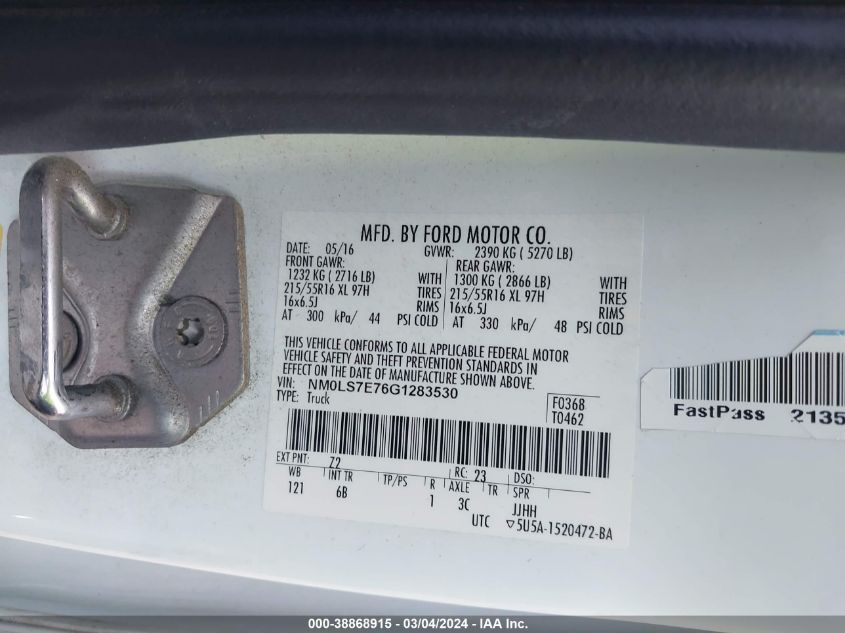 MFD. BY FORD MOTOR CO.
DATE: 05/16 GVWR: 2390 KG ( 5270 LB)
FRONT GAWR: REAR GAWR:
1232 KG ( 2716 LB) WITH 1300 KG ( 2866 LB) WITH
215/55R16 XL 97H TIRES 215/55R16 XL 97H TIRES
16x6.5J RIMS 16x6.5J RIMS
AT 300 kPa/ 44 PSI COLD AT 330 kPa/ 48 PSI COLD
THIS VEHICLE CONFORMS TO ALL APPLICABLE FEDERAL MOTOR
VEHICLE SAFETY AND THEFT PREVENTION STANDARDS IN
EFFECT ON THE DATE OF MANUFACTURE SHOWN ABOVE.
VIN: NM0LS7E76G1283530
TYPE: Truck
F0368
T0462
EXT PNT: Z2 RC: 23 DSO:
WB INT TR TP/PS R AXLE TR SPR
121 6B 1 3C JJHH
UTC ▽5U5A-1520472-BA
FastPass 2135
000-38868915 - 03/04/2024 - IAA Inc.